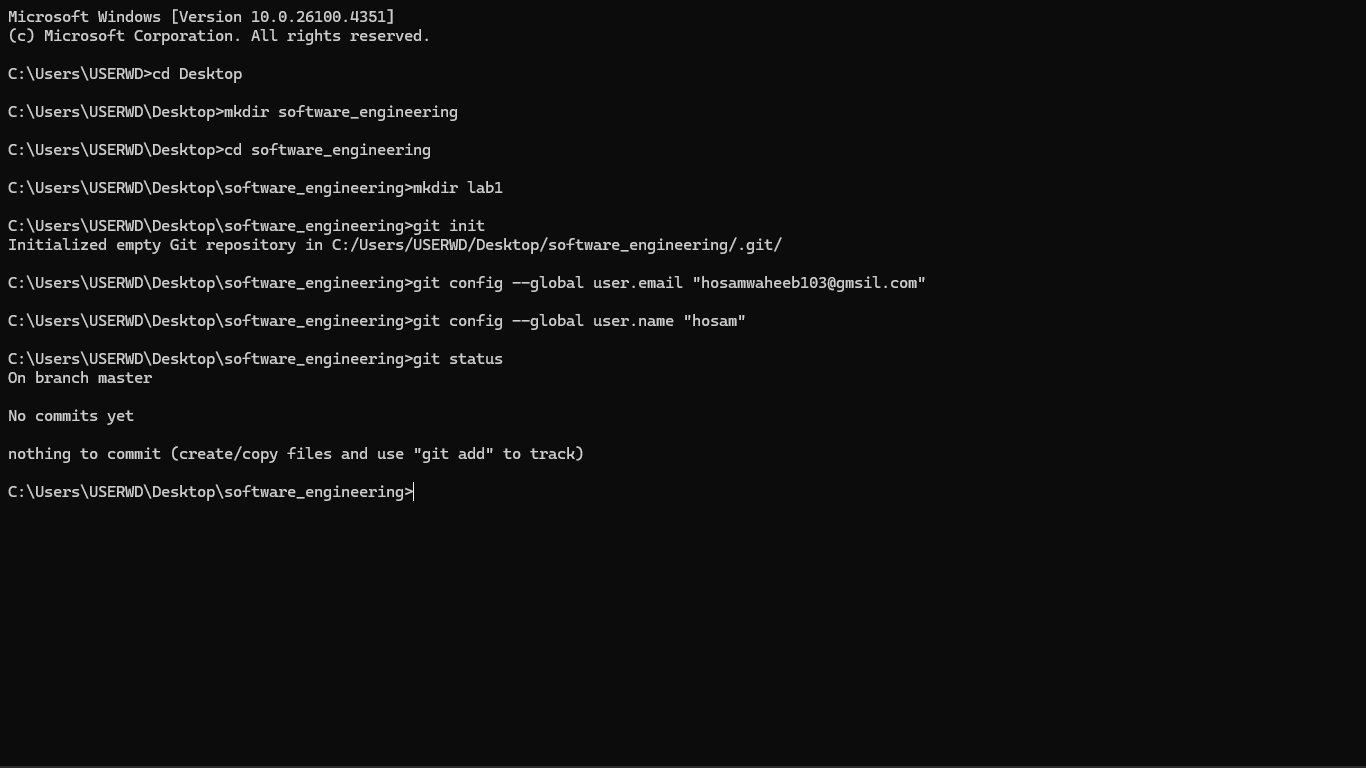 Microsoft Windows [Version 10.0.26100.4351]
(c) Microsoft Corporation. All rights reserved.
C:\Users\USERWD>cd Desktop
C:\Users\USERWD\Desktop>mkdir software_engineering
C:\Users\USERWD\Desktop>cd software_engineering
C:\Users\USERWD\Desktop\software_engineering>mkdir lab1
C:\Users\USERWD\Desktop\software_engineering>git init
Initialized empty Git repository in C:/Users/USERWD/Desktop/software_engineering/.git/
C:\Users\USERWD\Desktop\software_engineering>git config --global user.email "hosamwaheeb103@gmsil.com"
C:\Users\USERWD\Desktop\software_engineering>git config --global user.name "hosam"
C:\Users\USERWD\Desktop\software_engineering>git status
On branch master
No commits yet
nothing to commit (create/copy files and use "git add" to track)
C:\Users\USERWD\Desktop\software_engineering>